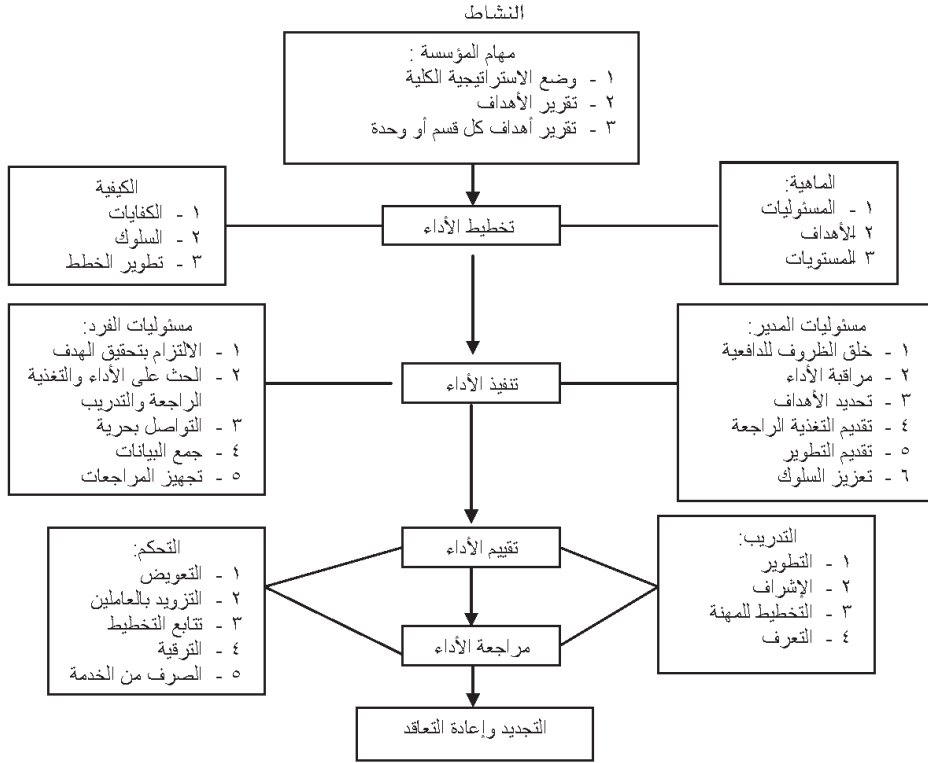 النشاط
مهام المؤسسة :
١ - وضع الاستراتيجية الكلية
٢ - تقرير الأهداف
٣ - تقرير أهداف كل قسم أو وحدة
الماهية:
١ - المسئوليات
٢ الأهداف
٣ المستويات
تخطيط الأداء
الكيفية
١ - الكفايات
٢ - السلوك
٣ - تطوير الخطط
مسئوليات المدير:
١ - خلق الظروف للدافعية
٢ - مراقبة الأداء
٣ - تحديد الأهداف
٤ - تقديم التغذية الراجعة
٥ - تقديم التطوير
٦ - تعزيز السلوك
تنفيذ الأداء
مسئوليات الفرد:
١ - الالتزام بتحقيق الهدف
٢ - الحث على الأداء والتغذية
الراجعة والتدريب
٣ - التواصل بحرية
٤ - جمع البيانات
٥ - تجهيز المراجعات
التدريب:
١ - التطوير
٢ - الإشراف
٣ - التخطيط للمهنة
٤ - التعرف
تقييم الأداء
مراجعة الأداء
التحكم:
١ - التعويض
٢ - التزويد بالعاملين
٣ - تتابع التخطيط
٤ - الترقية
٥ - الصرف من الخدمة
التجديد وإعادة التعاقد